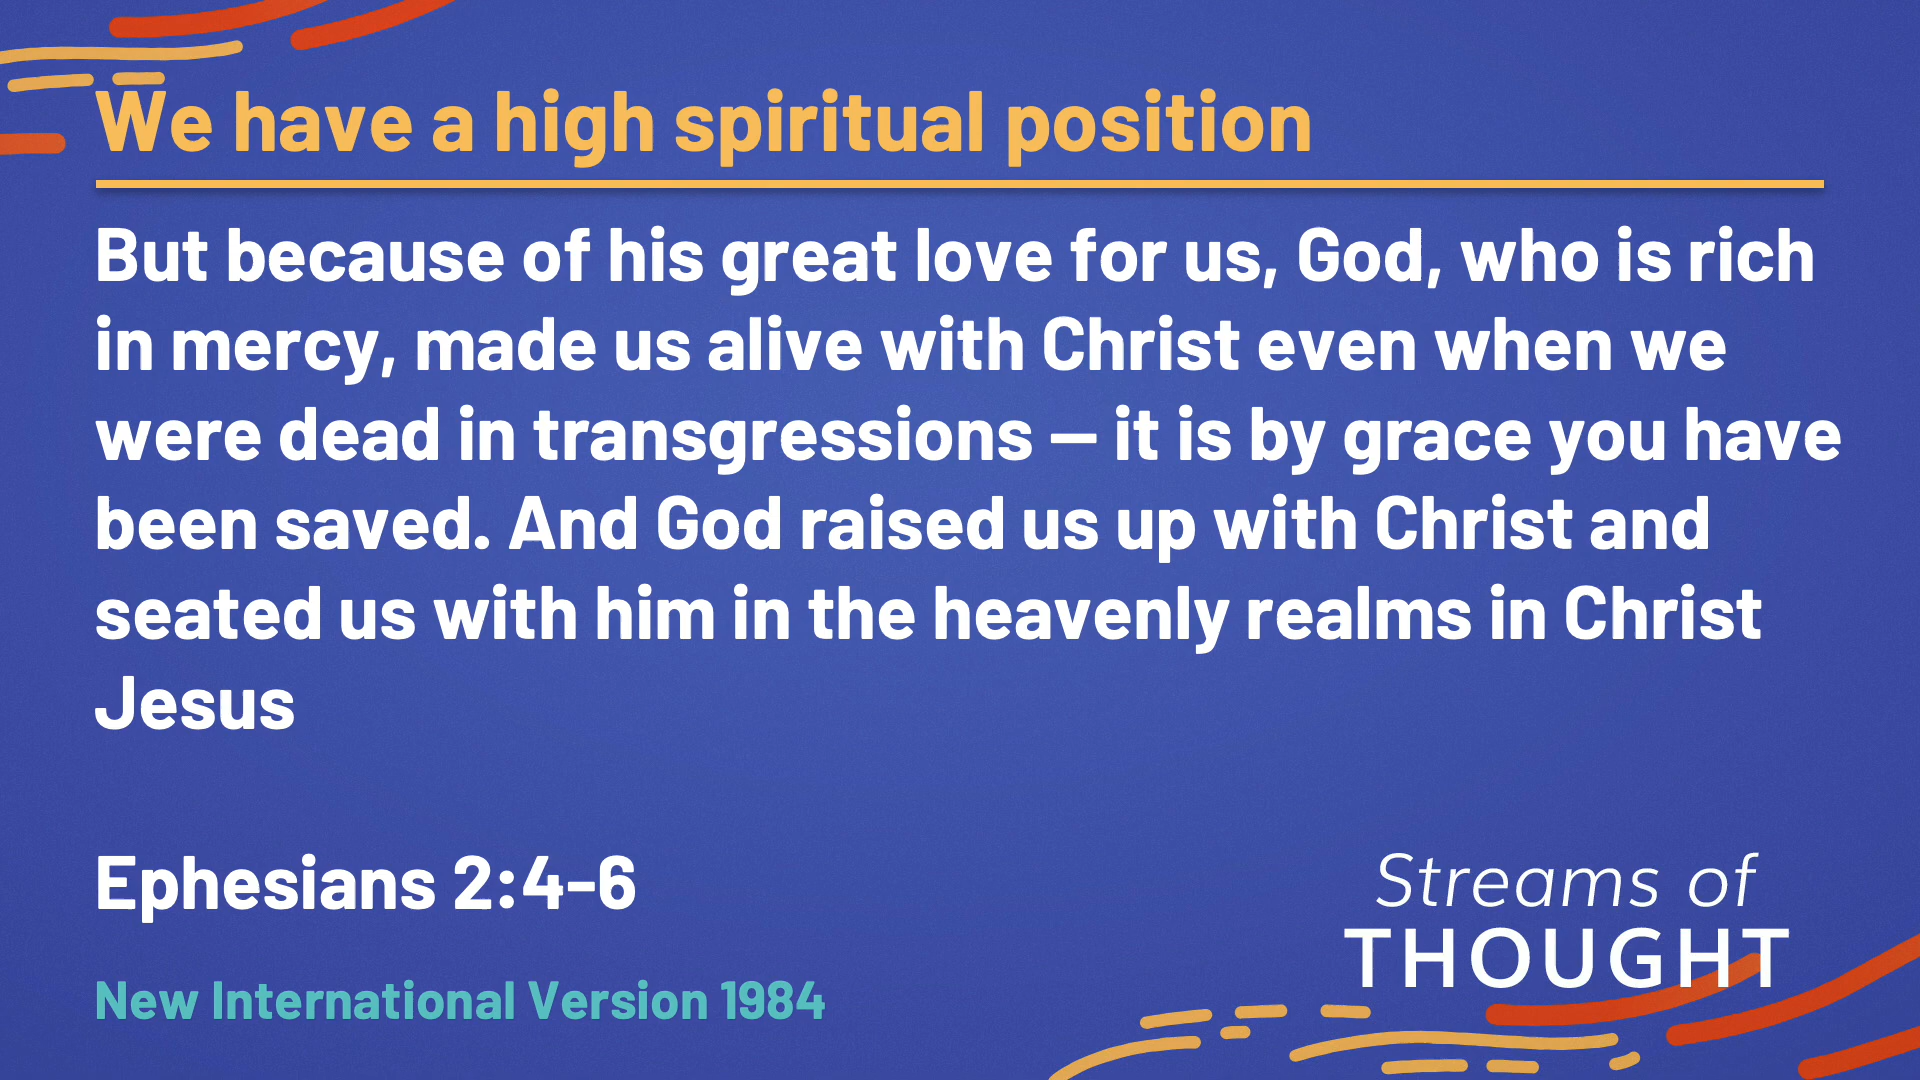 We have a high spiritual position
But because of his great love for us, God, who is rich
in mercy, made us alive with Christ even when we
were dead in transgressions — it is by grace you have
been saved. And God raised us up with Christ and
seated us with him in the heavenly realms in Christ
Jesus
Ephesians 2:4-6
New International Version 1984
Streams of
THOUGHT